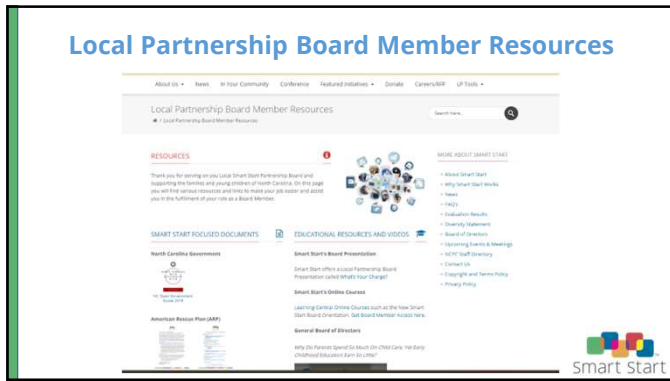 Local Partnership Board Member Resources
About Us News In Your Community Conference Featured Initiatives Donate Careers/RFP LP Tools
Local Partnership Board Member Resources
/ Local Partnership Board Member Resources
Search here..
RESOURCES
Thank you for serving on you Local Smart Start Partnership Board and
supporting the families and young children of North Carolina. On this page
you will find various resources and links to make your job easier and assist
you in the fulfillment of your role as a Board Member.
MORE ABOUT SMART START
About Smart Start
Why Smart Start Works
News
FAQ's
Evaluation Results
Diversity Statement
Board of Directors
Upcoming Events & Meetings
NCPC Staff Directory
Contact Us
Copyright and Terms Policy
Privacy Policy
SMART START FOCUSED DOCUMENTS
North Carolina Government
NC State Government
Guide 2019
American Rescue Plan (ARP)
EDUCATIONAL RESOURCES AND VIDEOS
Smart Start's Board Presentation
Smart Start offers a Local Partnership Board
Presentation called What's Your Charge?
Smart Start's Online Courses
Learning Central Online Courses such as the New Smart
Start Board Orientation. Get Board Member Access here.
General Board of Directors
Why Do Parents Spend So Much On Child Care, Yet Early
Childhood Educators Earn So Little?
Smart Start